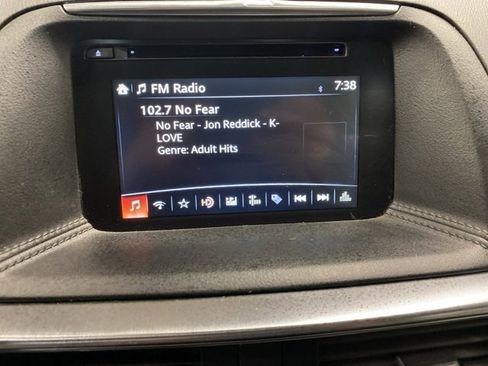 FM Radio 7:38
102.7 No Fear
No Fear - Jon Reddick - K-
LOVE
Genre: Adult Hits